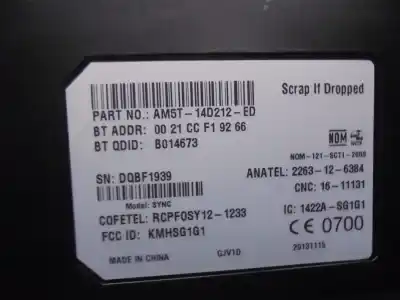 Scrap If Dropped
PART NO.: AM5T-14D212-ED
BT ADDR: 00 21 CC F1 92 66
BT QDID: B014673
NOM
NOM-121-SCT1-2009
SN: DQBF1939
ANATEL: 2263-12-6384
Model: SYNC
CNC: 16-11131
COFETEL: RCPFOSY12-1233
IC: 1422A-SG1G1
FCC ID: KMHSG1G1
CE 0700
MADE IN CHINA
GJV1D
20131115